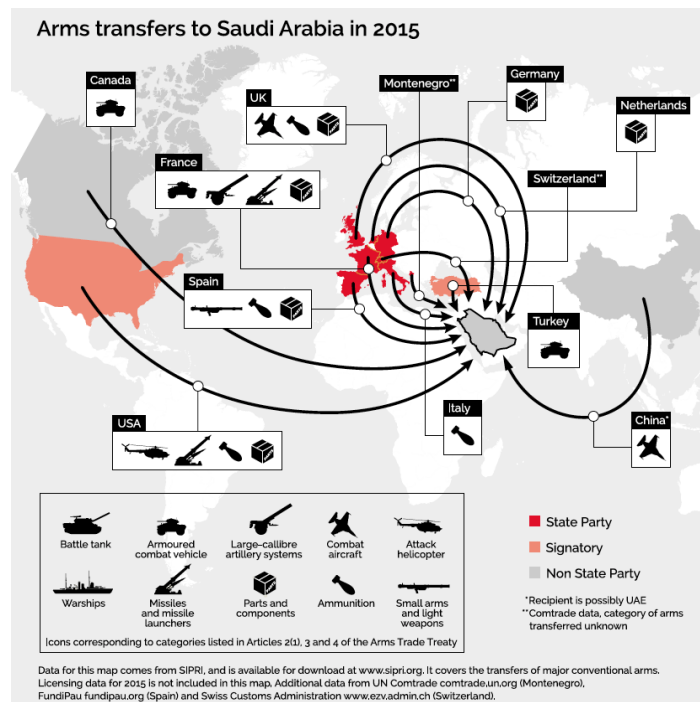 Arms transfers to Saudi Arabia in 2015
Canada
UK
Montenegro**
Germany
Netherlands
France
Switzerland**
Spain
Turkey
USA
Italy
China*
Battle tank
Armoured
combat vehicle
Large-callibre
artillery systems
Combat
aircraft
Attack
helicopter
Warships
Missiles
and missile
launchers
Parts and
components
Ammunition
Small arms
and light
weapons
Icons corresponding to categories listed in Articles 2(1), 3 and 4 of the Arms Trade Treaty
State Party
Signatory
Non State Party
*Recipient is possibly UAE
**Comtrade data, category of arms
transferred unknown
Data for this map comes from SIPRI, and is available for download at www.sipri.org. It covers the transfers of major conventional arms.
Licensing data for 2015 is not included in this map, Additional data from UN Comtrade comtrade,un,org (Montenegro),
FundiPau fundipau,org (Spain) and Swiss Customs Administration www.ezv,admin,ch (Switzerland),